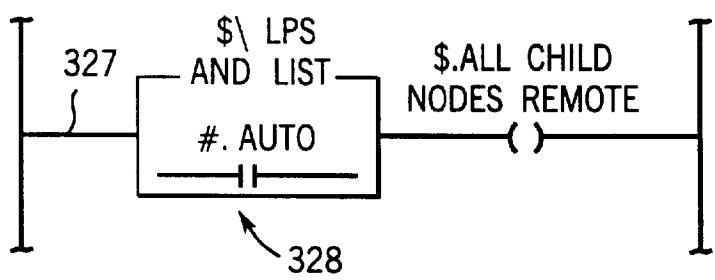 $\ LPS
AND LIST
327
$.ALL CHILD
NODES REMOTE
#. AUTO
328